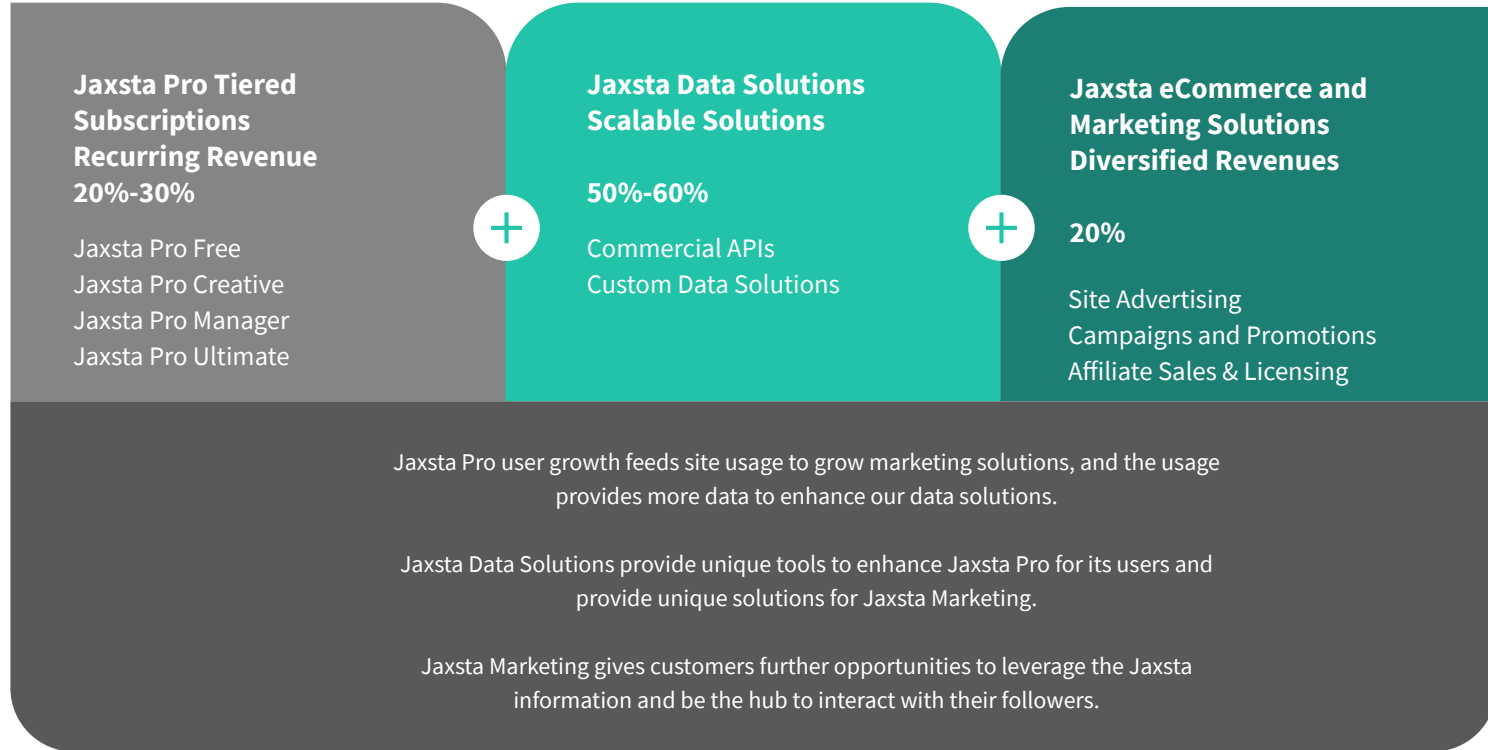 Jaxsta Pro Tiered
Subscriptions
Recurring Revenue
20%-30%
Jaxsta Pro Free
Jaxsta Pro Creative
Jaxsta Pro Manager
Jaxsta Pro Ultimate
+
Jaxsta Data Solutions
Scalable Solutions
50%-60%
Commercial APIs
Custom Data Solutions
+
Jaxsta eCommerce and
Marketing Solutions
Diversified Revenues
20%
Site Advertising
Campaigns and Promotions
Affiliate Sales & Licensing
Jaxsta Pro user growth feeds site usage to grow marketing solutions, and the usage
provides more data to enhance our data solutions.
Jaxsta Data Solutions provide unique tools to enhance Jaxsta Pro for its users and
provide unique solutions for Jaxsta Marketing.
Jaxsta Marketing gives customers further opportunities to leverage the Jaxsta
information and be the hub to interact with their followers.